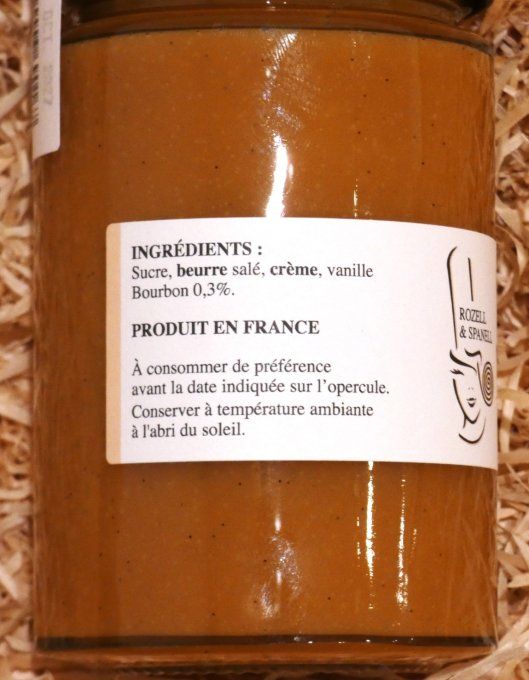 INGRÉDIENTS :
Sucre, beurre salé, crème, vanille
Bourbon 0,3%.
PRODUIT EN FRANCE
À consommer de préférence
avant la date indiquée sur l'opercule.
Conserver à température ambiante
à l'abri du soleil.
ROZELL
& SPANELL